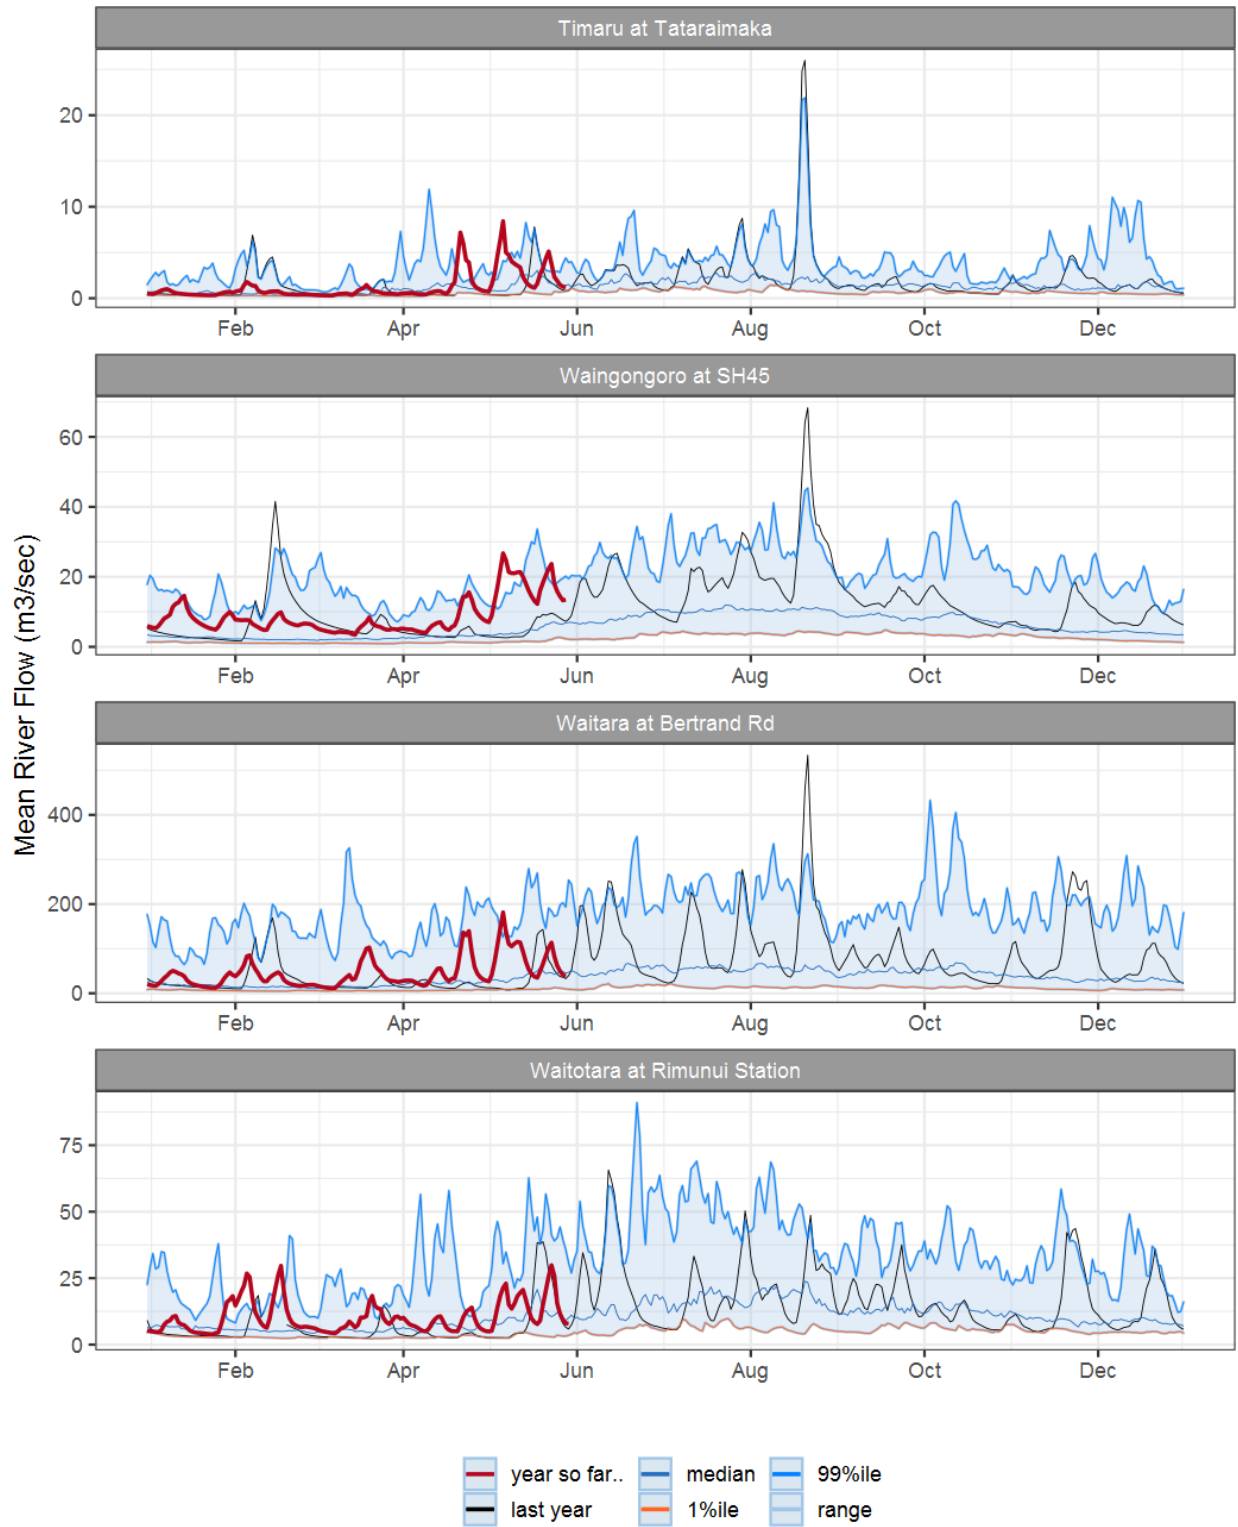 Timaru at Tataraimaka
20
10
0
Feb Apr Jun Aug Oct Dec
Waingongoro at SH45
60
40
20
0
Feb Apr Jun Aug Oct Dec
Mean River Flow (m3/sec)
Waitara at Bertrand Rd
400
200
0
Feb Apr Jun Aug Oct Dec
Waitotara at Rimunui Station
75
50
25
0
Feb Apr Jun Aug Oct Dec
year so far.. median 99%ile
last year 1%ile range